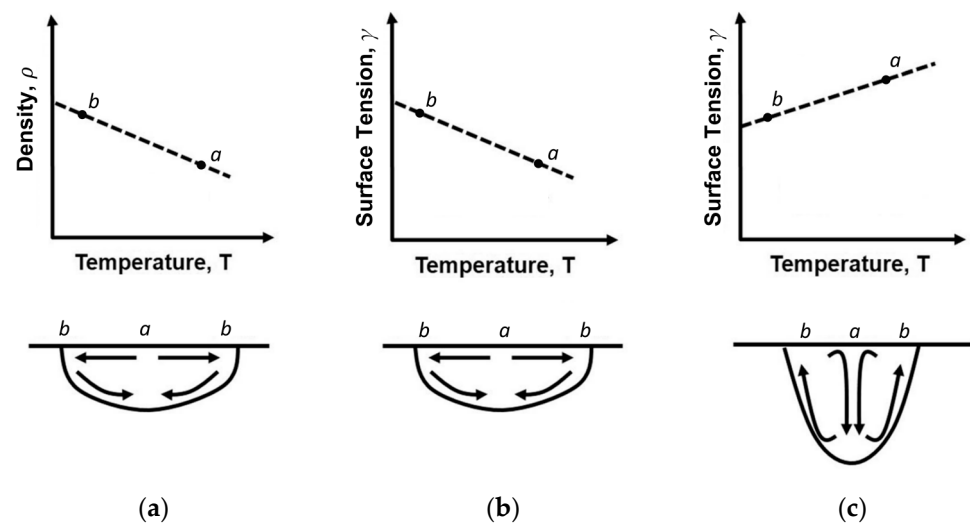 Density, ρ
b
a
Temperature, T
b a b
(a)
Surface Tension, γ
b
a
Temperature, T
b a b
(b)
Surface Tension, γ
b
a
Temperature, T
b a b
(c)